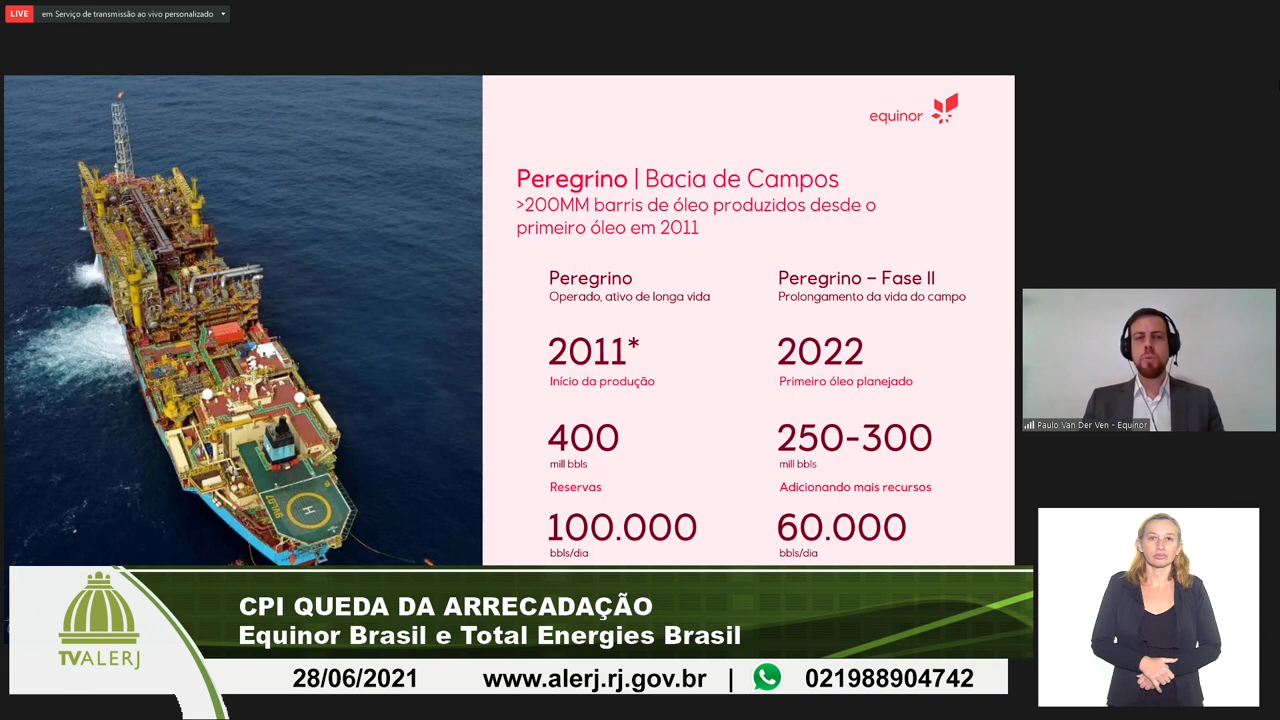 LIVE em Serviço de transmissão ao vivo personalizado
equinor
Peregrino | Bacia de Campos
>200MM barris de óleo produzidos desde o
primeiro óleo em 2011
Peregrino
Operado, ativo de longa vida
2011*
Início da produção
400
mill bbls
Reservas
100.000
bbls/dia
Peregrino – Fase II
Prolongamento da vida do campo
2022
Primeiro óleo planejado
250-300
mill bbls
Adicionando mais recursos
60.000
bbls/dia
H
Paulo Van Der Ven - Equinor
TVALERJ
CPI QUEDA DA ARRECADAÇÃO
Equinor Brasil e Total Energies Brasil
28/06/2021 www.alerj.rj.gov.br | 021988904742